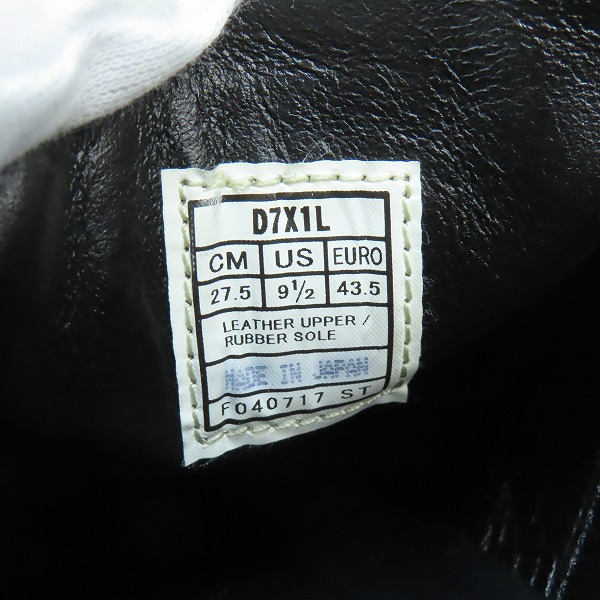 D7X1L
CM US EURO
27.5 9½ 43.5
LEATHER UPPER /
RUBBER SOLE
MADE IN JAPAN
F040717 ST